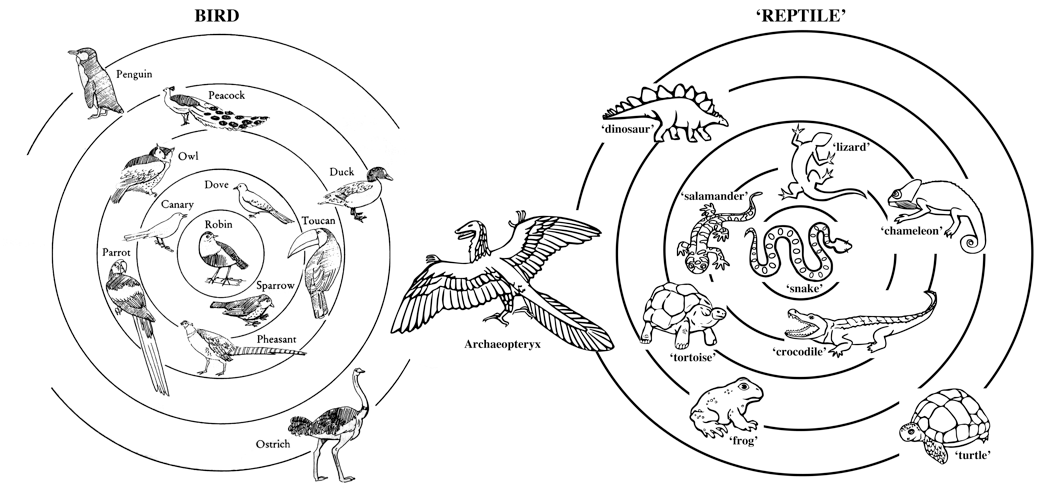 BIRD
Penguin
Peacock
Owl
Duck
Dove
Canary
Toucan
Robin
Parrot
Sparrow
Pheasant
Ostrich
Archaeopteryx
‘REPTILE’
‘dinosaur’
‘lizard’
‘salamander’
‘chameleon’
‘snake’
‘tortoise’
‘crocodile’
‘frog’
‘turtle’